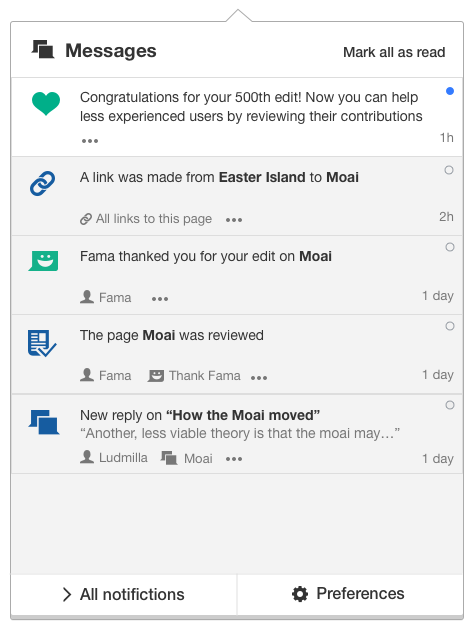 Messages
Mark all as read
Congratulations for your 500th edit! Now you can help
less experienced users by reviewing their contributions
•••
1h
A link was made from Easter Island to Moai
All links to this page •••
2h
Fama thanked you for your edit on Moai
Fama •••
1 day
The page Moai was reviewed
Fama Thank Fama •••
1 day
New reply on “How the Moai moved”
“Another, less viable theory is that the moai may…”
Ludmilla Moai •••
1 day
All notifictions
Preferences